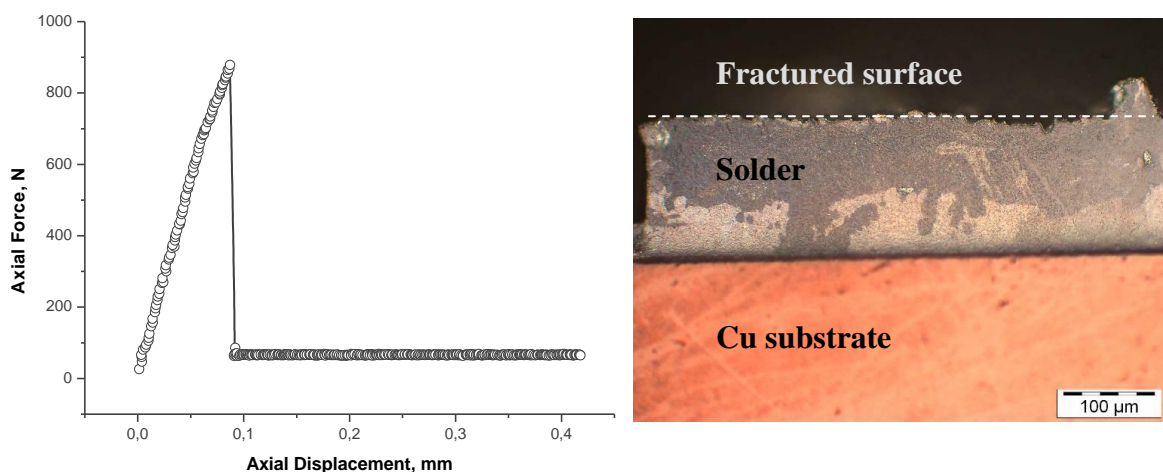 1000
800
600
400
200
0
Axial Force, N
0,0 0,1 0,2 0,3 0,4
Axial Displacement, mm
Fractured surface
Solder
Cu substrate
100 µm